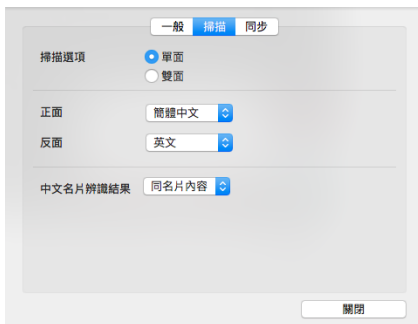 一般 掃描 同步
掃描選項 單面
雙面
正面 簡體中文
反面 英文
中文名片辨識結果 同名片內容
關閉